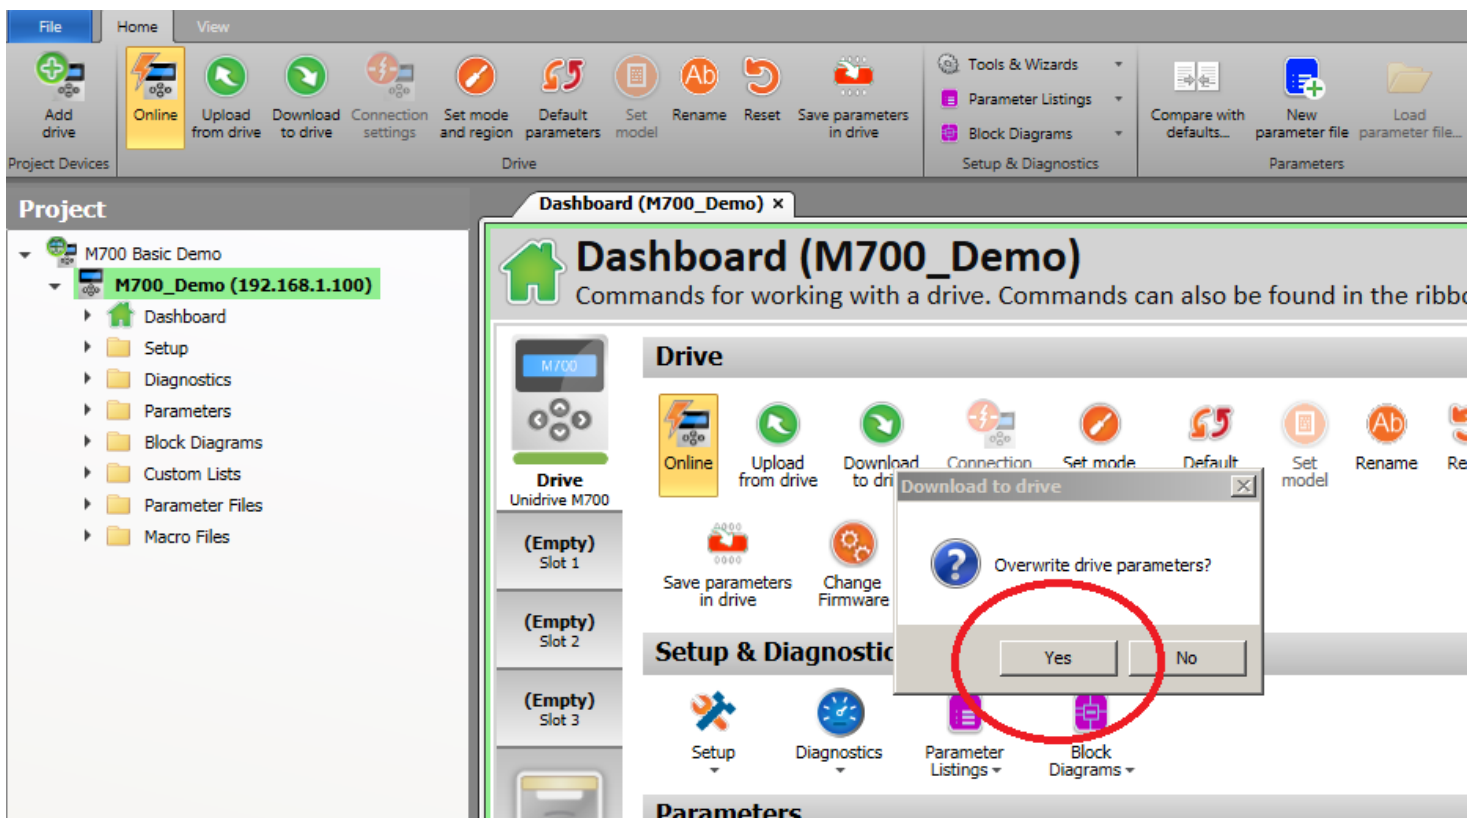 File Home View
Add drive
Online
Upload from drive
Download to drive
Connection settings
Set mode and region
Default parameters
Set model
Rename
Reset
Save parameters in drive
Tools & Wizards
Parameter Listings
Block Diagrams
Compare with defaults...
New parameter file
Load parameter file...
Project Devices
Drive
Setup & Diagnostics
Parameters
Project
M700 Basic Demo
M700_Demo (192.168.1.100)
Dashboard
Setup
Diagnostics
Parameters
Block Diagrams
Custom Lists
Parameter Files
Macro Files
Dashboard (M700_Demo) ×
Dashboard (M700_Demo)
Commands for working with a drive. Commands can also be found in the ribbo
M700
Drive
Unidrive M700
(Empty)
Slot 1
(Empty)
Slot 2
(Empty)
Slot 3
Drive
Online
Upload from drive
Download to dri
Connection
Set mode
Default
Set model
Rename
Re
Save parameters in drive
Change Firmware
Download to drive
Overwrite drive parameters?
Yes
No
Setup & Diagnostic
Setup
Diagnostics
Parameter Listings
Block Diagrams
Parameters